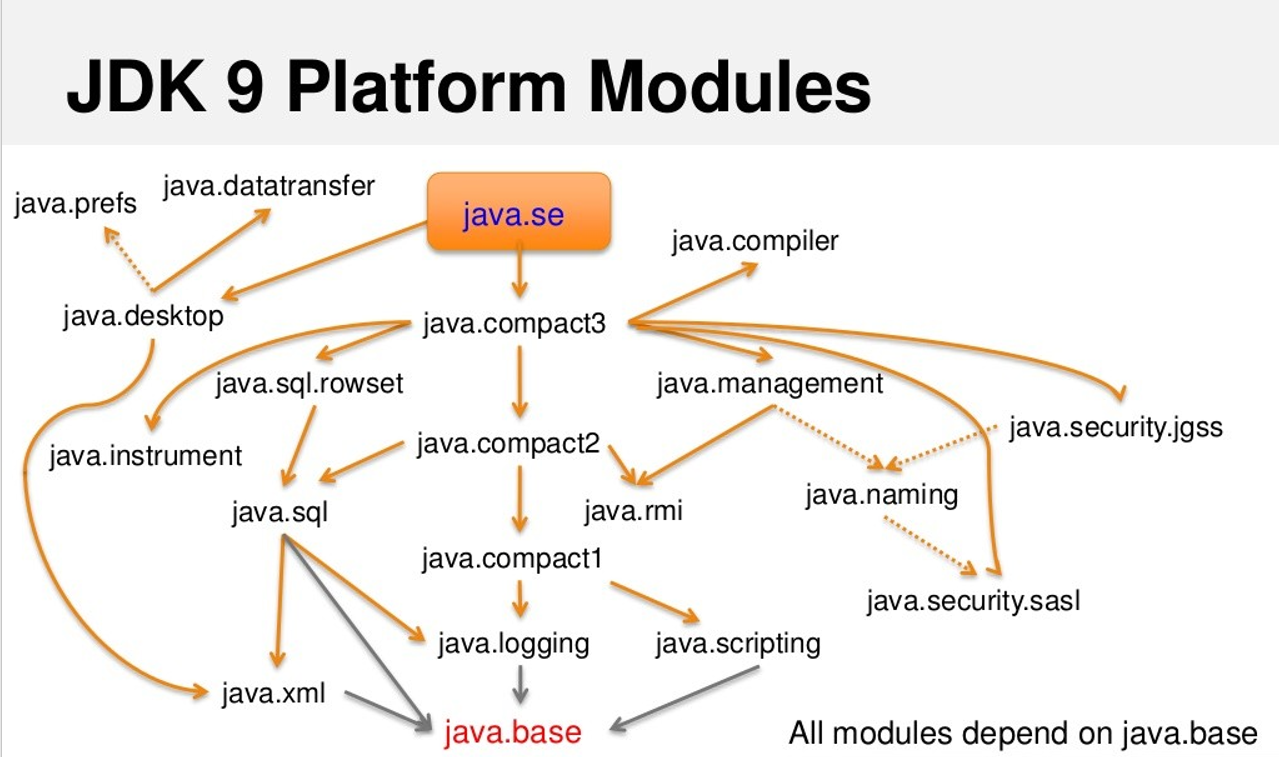 JDK 9 Platform Modules
java.prefs
java.datatransfer
java.se
java.compiler
java.desktop
java.compact3
java.sql.rowset
java.management
java.instrument
java.compact2
java.security.jgss
java.sql
java.rmi
java.naming
java.compact1
java.security.sasl
java.logging
java.scripting
java.xml
java.base
All modules depend on java.base